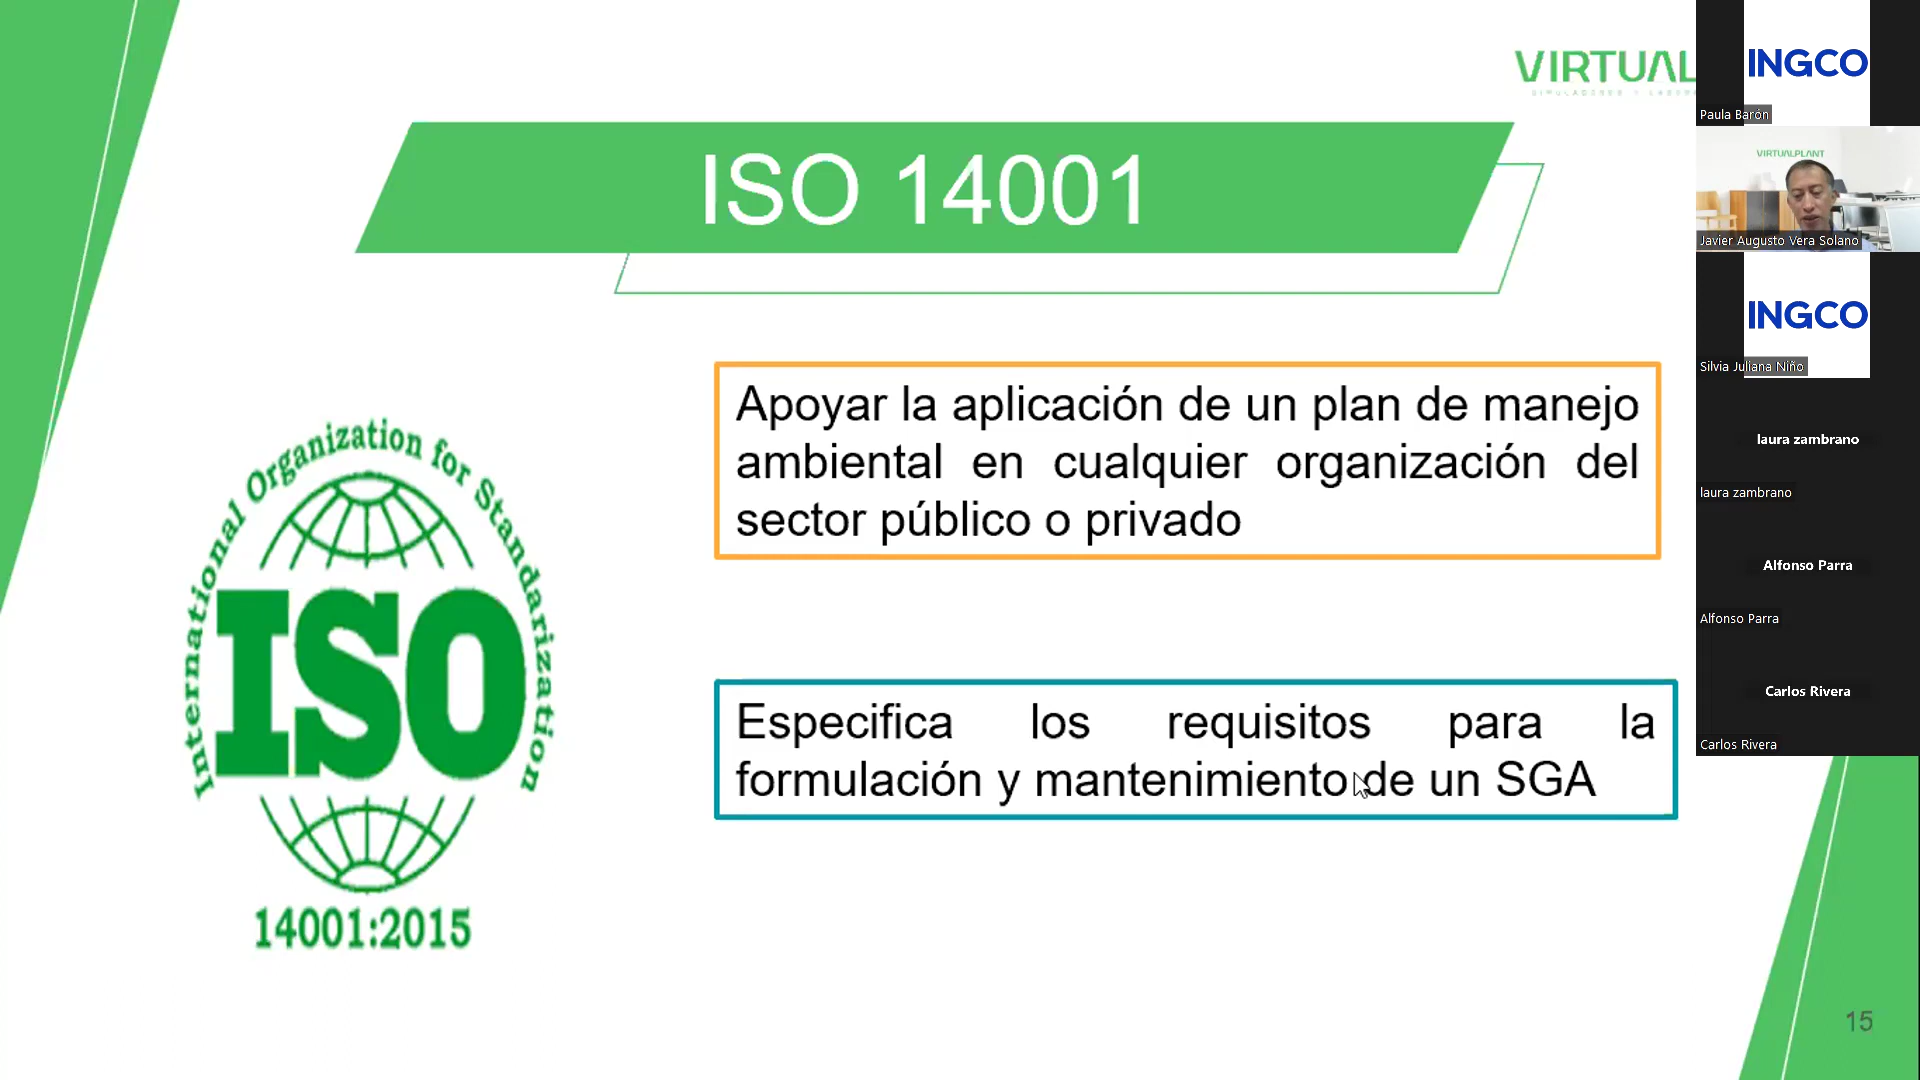 VIRTUAL
ISO 14001
Apoyar la aplicación de un plan de manejo
ambiental en cualquier organización del
sector público o privado
International Organization for Standardization
ISO
14001:2015
Especifica los requisitos para la
formulación y mantenimiento de un SGA
15
INGCO
Paula Barón
VIRTUALPLANT
Javier Augusto Vera Solano
INGCO
Silvia Juliana Niño
laura zambrano
laura zambrano
Alfonso Parra
Alfonso Parra
Carlos Rivera
Carlos Rivera